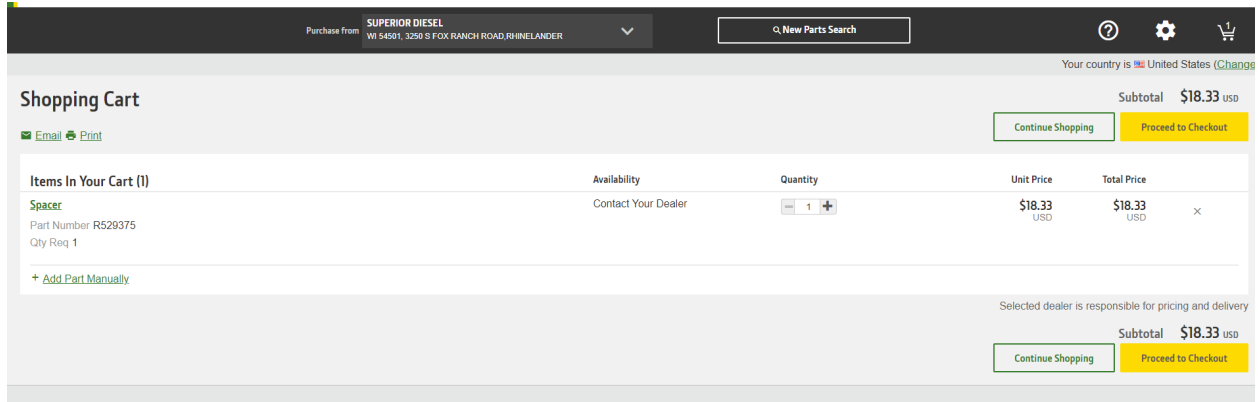 Purchase from
SUPERIOR DIESEL
WI 54501, 3250 S FOX RANCH ROAD,RHINELANDER
New Parts Search
1
Your country is United States (Change
Shopping Cart
Subtotal $18.33 USD
Email Print
Continue Shopping
Proceed to Checkout
Items In Your Cart (1) Availability Quantity Unit Price Total Price
Spacer Contact Your Dealer 1 $18.33 $18.33
USD USD
Part Number R529375
Qty Req 1
+ Add Part Manually
Selected dealer is responsible for pricing and delivery
Subtotal $18.33 USD
Continue Shopping
Proceed to Checkout